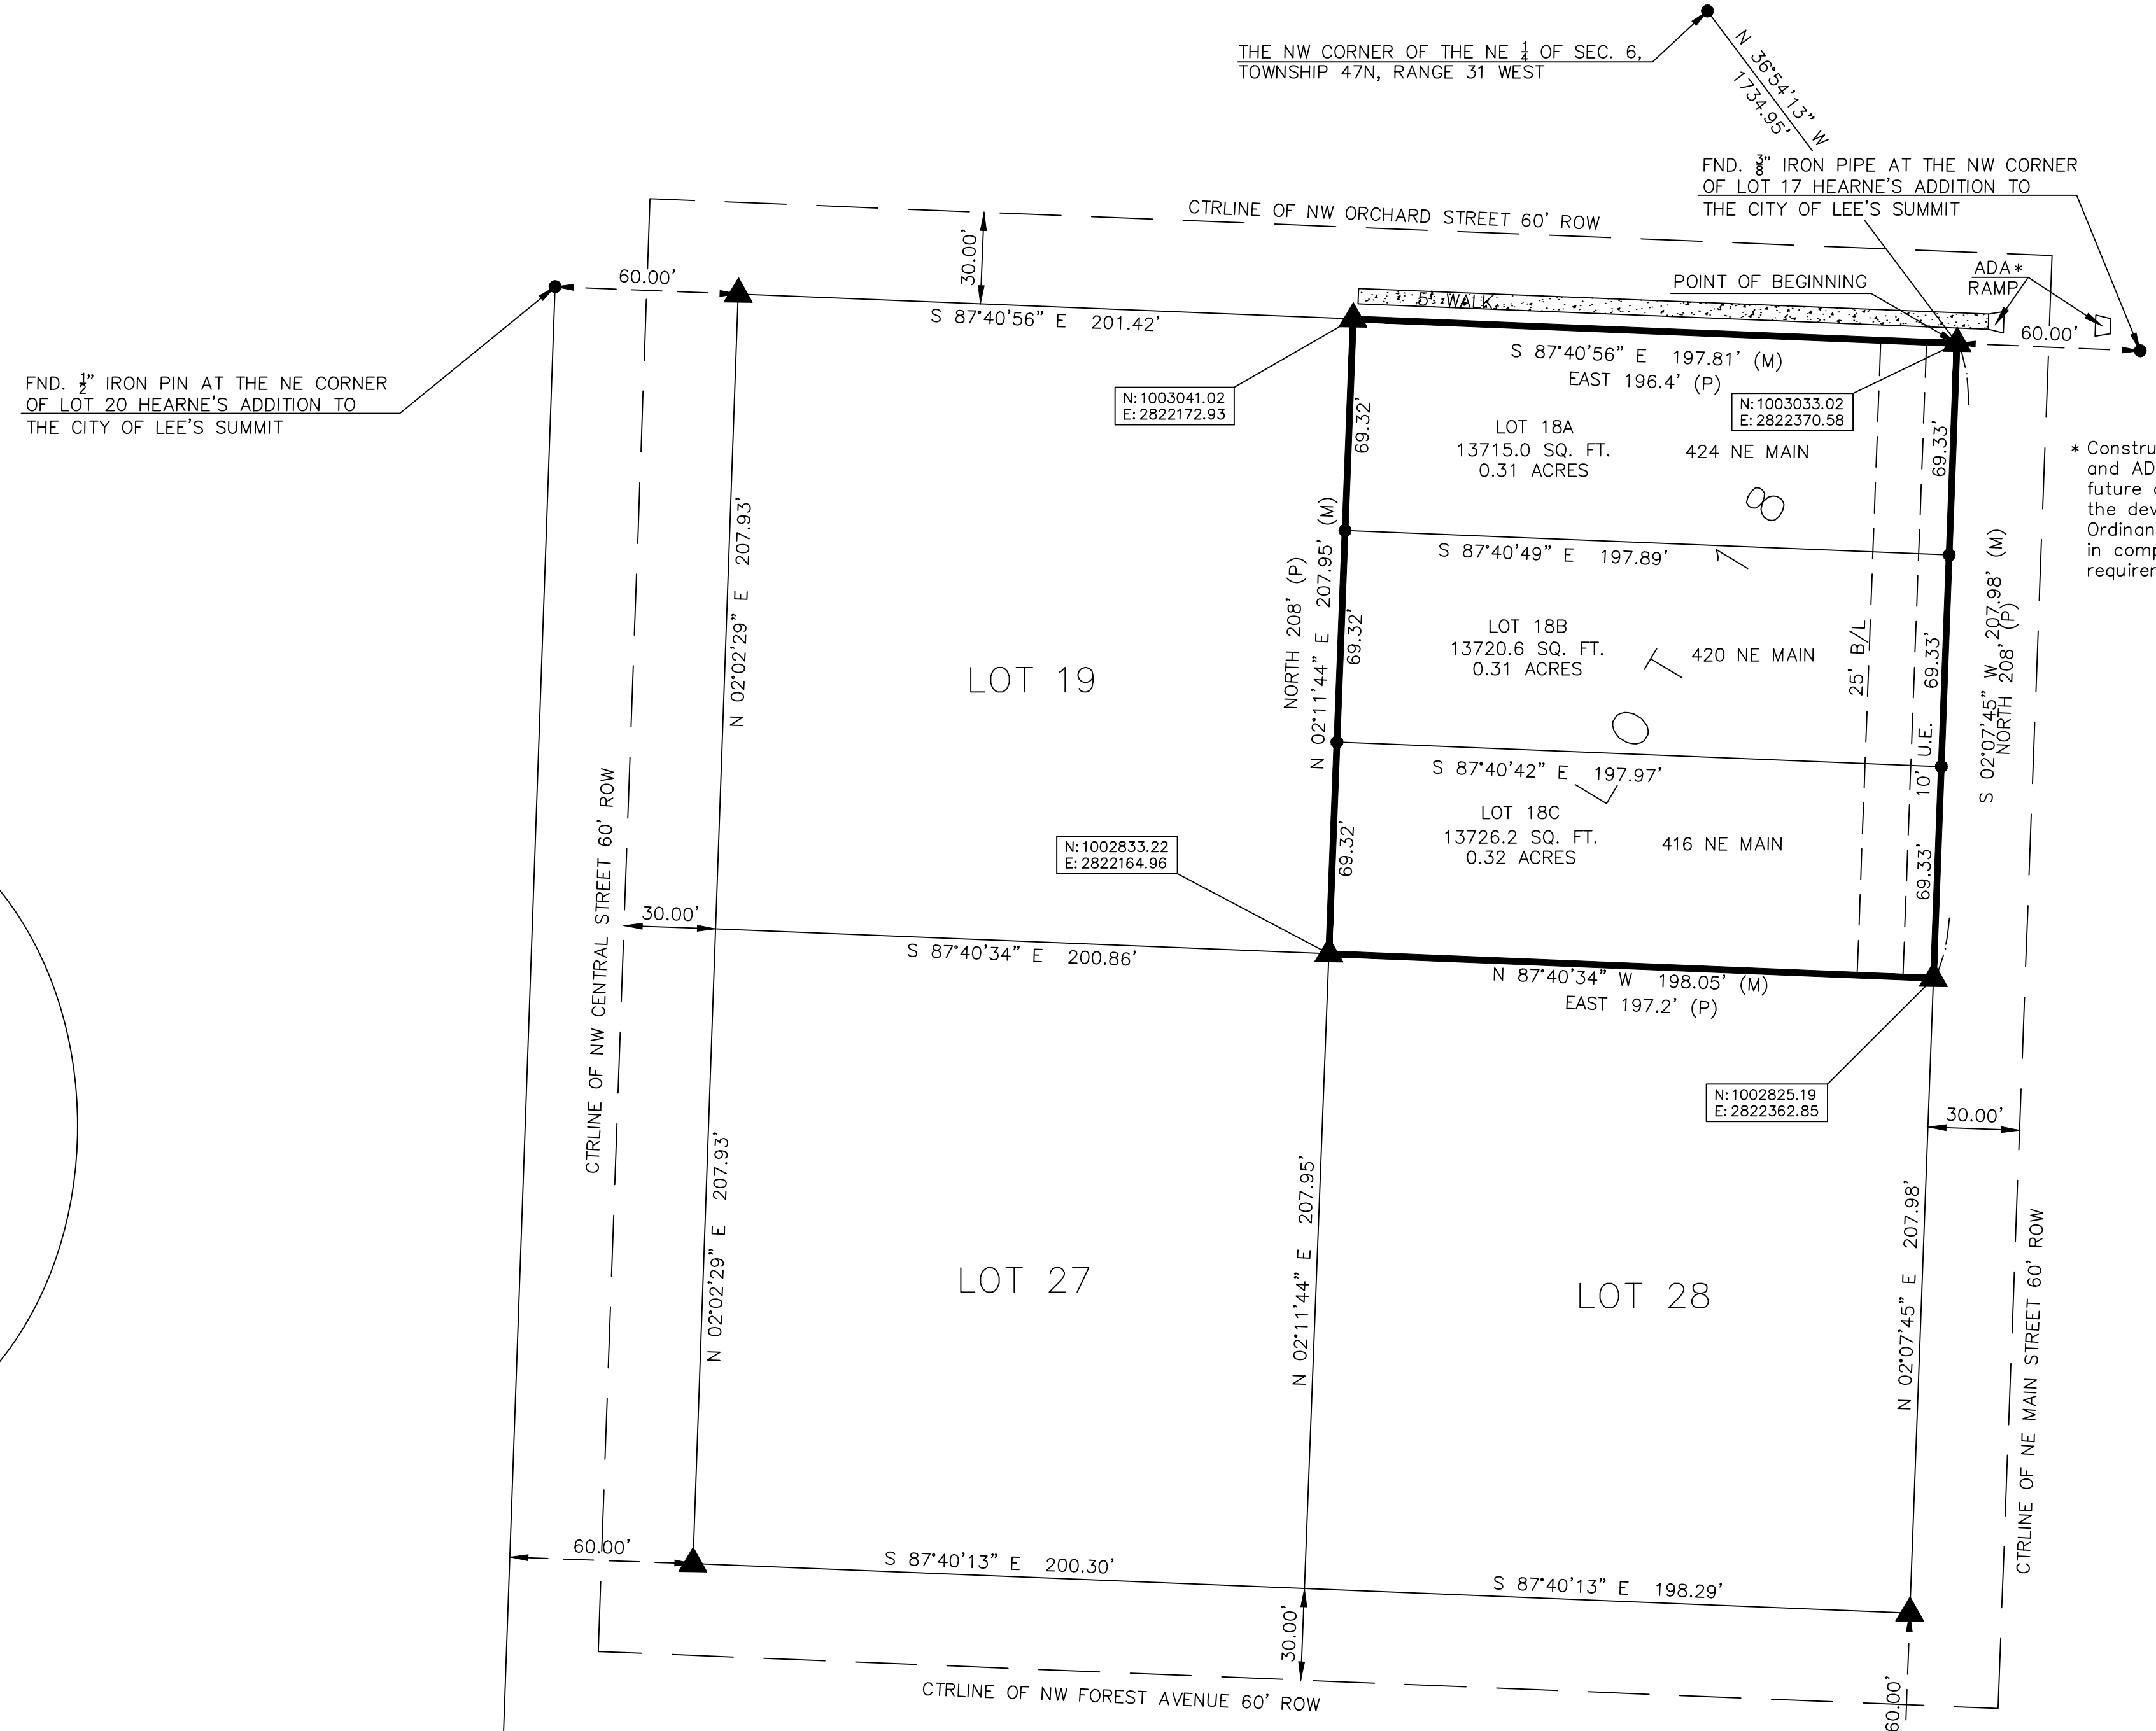 THE NW CORNER OF THE NE 1/4 OF SEC. 6,
TOWNSHIP 47N, RANGE 31 WEST
N 36°54'13" W
1734.95'
FND. 3/8" IRON PIPE AT THE NW CORNER
OF LOT 17 HEARNE'S ADDITION TO
THE CITY OF LEE'S SUMMIT
CTRLINE OF NW ORCHARD STREET 60' ROW
30.00'
60.00'
POINT OF BEGINNING
ADA*
RAMP
5' WALK
60.00'
S 87°40'56" E 201.42'
S 87°40'56" E 197.81' (M)
EAST 196.4' (P)
FND. 1/2" IRON PIN AT THE NE CORNER
OF LOT 20 HEARNE'S ADDITION TO
THE CITY OF LEE'S SUMMIT
N: 1003041.02
E: 2822172.93
N: 1003033.02
E: 2822370.58
69.32'
LOT 18A
13715.0 SQ. FT.
0.31 ACRES
424 NE MAIN
69.33'
* Constru
and AD
future
the dev
Ordinan
in comp
requirer
N 02°02'29" E 207.93'
S 87°40'49" E 197.89'
NORTH 208' (P)
N 02°11'44" E 207.95' (M)
69.32'
LOT 18B
13720.6 SQ. FT.
0.31 ACRES
420 NE MAIN
LOT 18
25' B/L
10' U.E.
69.33'
S 02°07'45" W 207.98' (M)
NORTH 208' (P)
LOT 19
S 87°40'42" E 197.97'
69.32'
LOT 18C
13726.2 SQ. FT.
0.32 ACRES
416 NE MAIN
69.33'
N: 1002833.22
E: 2822164.96
CTRLINE OF NW CENTRAL STREET 60' ROW
30.00'
S 87°40'34" E 200.86'
N 87°40'34" W 198.05' (M)
EAST 197.2' (P)
N: 1002825.19
E: 2822362.85
30.00'
N 02°02'29" E 207.93'
N 02°11'44" E 207.95'
N 02°07'45" E 207.98'
LOT 27
LOT 28
CTRLINE OF NE MAIN STREET 60' ROW
60.00'
S 87°40'13" E 200.30'
S 87°40'13" E 198.29'
30.00'
CTRLINE OF NW FOREST AVENUE 60' ROW
60.00'